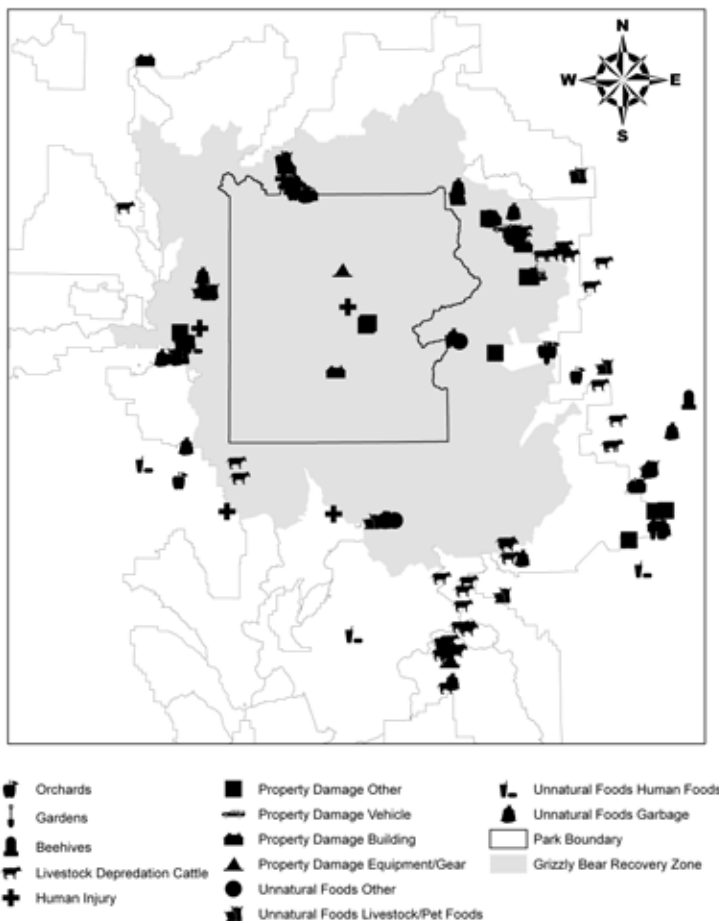 N
W E
S
Orchards
Gardens
Beehives
Livestock Depredation Cattle
Human Injury
Property Damage Other
Property Damage Vehicle
Property Damage Building
Property Damage Equipment/Gear
Unnatural Foods Other
Unnatural Foods Livestock/Pet Foods
Unnatural Foods Human Foods
Unnatural Foods Garbage
Park Boundary
Grizzly Bear Recovery Zone